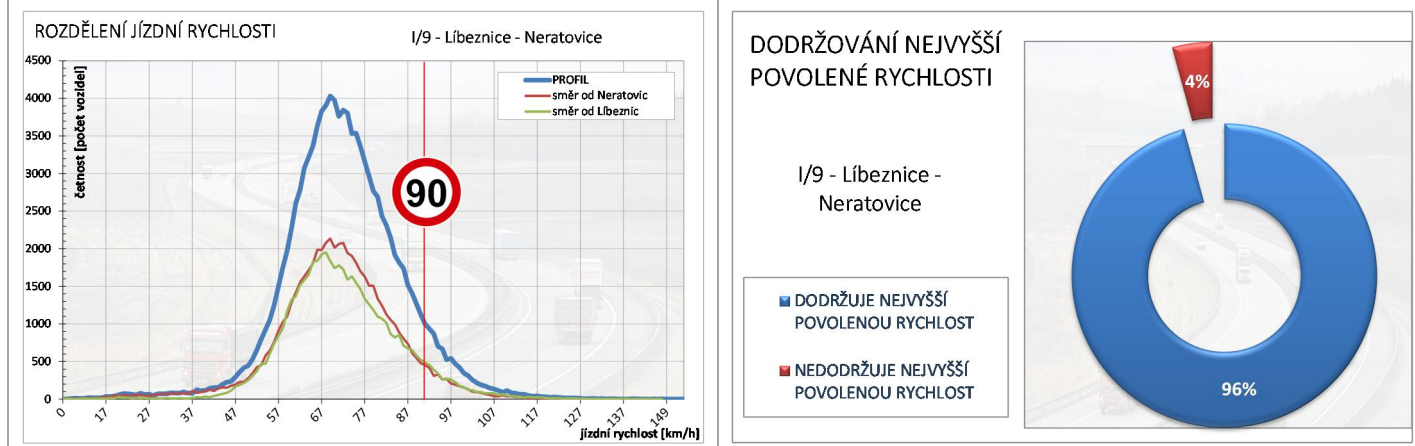 ROZDĚLENÍ JÍZDNÍ RYCHLOSTI
I/9 - Líbeznice - Neratovice
četnost [počet vozidel]
4500
4000
3500
3000
2500
2000
1500
1000
500
0
PROFIL
směr od Neratovic
směr od Líbeznic
90
0 17 27 37 47 57 67 77 87 97 107 117 127 137 149
jízdní rychlost [km/h]
DODRŽOVÁNÍ NEJVYŠŠÍ
POVOLENÉ RYCHLOSTI
I/9 - Líbeznice -
Neratovice
DODRŽUJE NEJVYŠŠÍ
POVOLENOU RYCHLOST
NEDODRŽUJE NEJVYŠŠÍ
POVOLENOU RYCHLOST
4%
96%